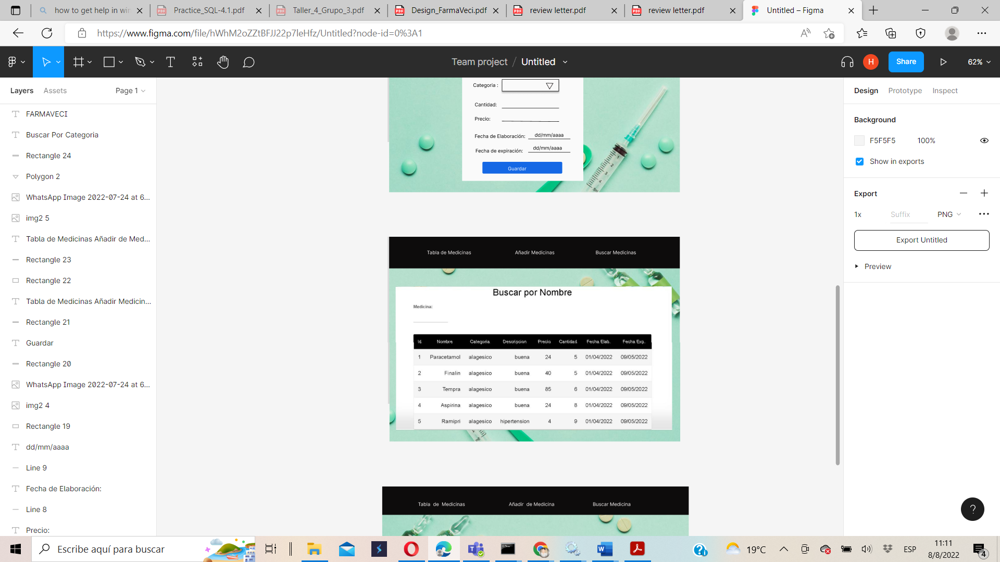 how to get help in win
Practice_SQL-4.1.pdf
Taller_4_Grupo_3.pdf
Design_FarmaVeci.pdf
review letter.pdf
review letter.pdf
Untitled – Figma
https://www.figma.com/file/hWhM2oZZtBFJJ22p7leHfz/Untitled?node-id=0%3A1
Team project / Untitled
H
Share
62%
Layers
Assets
Page 1
FARMAVECI
Buscar Por Categoria
Rectangle 24
Polygon 2
WhatsApp Image 2022-07-24 at 6...
img2 5
Tabla de Medicinas Añadir de Med...
Rectangle 23
Rectangle 22
Tabla de Medicinas Añadir Medicin...
Rectangle 21
Guardar
Rectangle 20
WhatsApp Image 2022-07-24 at 6...
img2 4
Rectangle 19
dd/mm/aaaa
Line 9
Fecha de Elaboración:
Line 8
Precio:
Categoria :
Cantidad:
Precio:
Fecha de Elaboración: dd/mm/aaaa
Fecha de expiración: dd/mm/aaaa
Guardar
Tabla de Medicinas Añadir Medicinas Buscar Medicinas
Buscar por Nombre
Medicina:
Id Nombre Categoria Descripcion Precio Cantidad Fecha Elab. Fecha Exp.
1 Paracetamol alagesico buena 24 5 01/04/2022 09/05/2022
2 Finalin alagesico buena 40 5 01/04/2022 09/05/2022
3 Tempra alagesico buena 85 6 01/04/2022 09/05/2022
4 Aspirina alagesico buena 24 8 01/04/2022 09/05/2022
5 Ramipri alagesico hipertension 4 9 01/04/2022 09/05/2022
Tabla de Medicinas Añadir de Medicina Buscar Medicina
Design
Prototype
Inspect
Background
F5F5F5 100%
Show in exports
Export
1x Suffix PNG
Export Untitled
Preview
?
Escribe aquí para buscar
19°C
ESP
11:11
8/8/2022
4